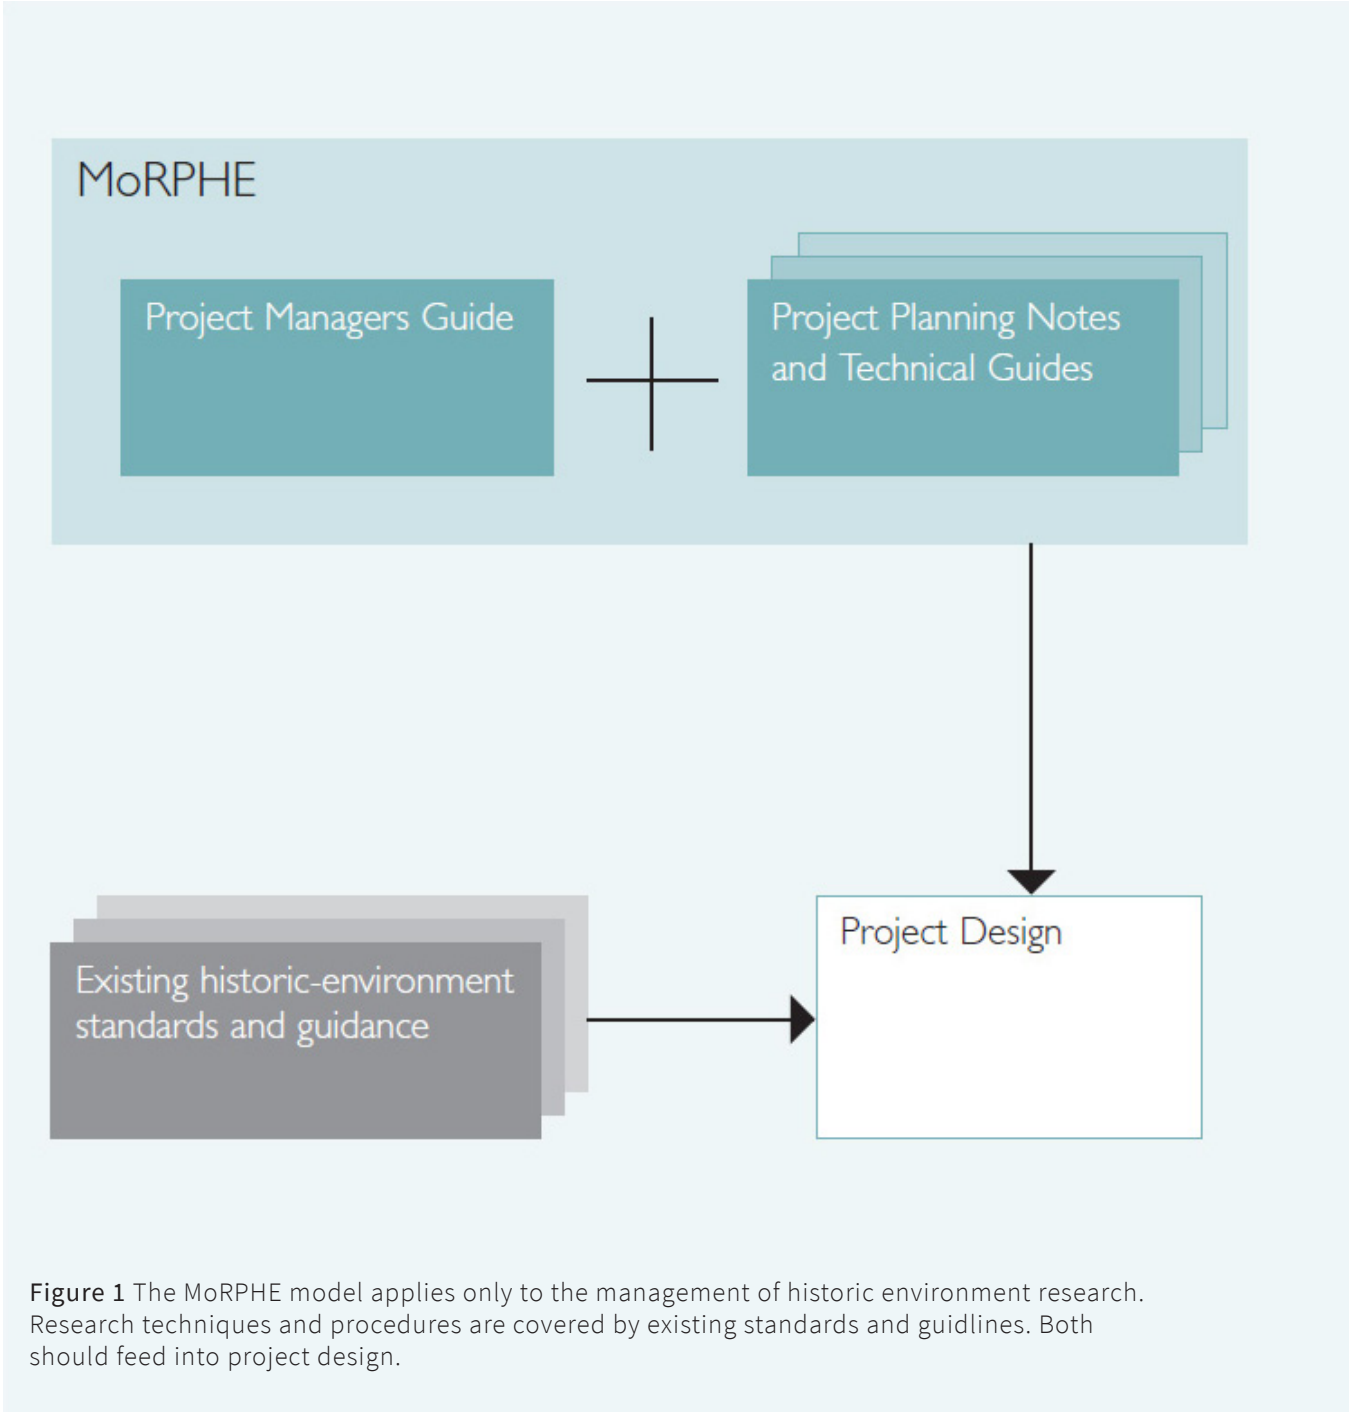 MoRPHE
Project Managers Guide
Project Planning Notes
and Technical Guides
Existing historic-environment
standards and guidance
Project Design
Figure 1 The MoRPHE model applies only to the management of historic environment research.
Research techniques and procedures are covered by existing standards and guidlines. Both
should feed into project design.